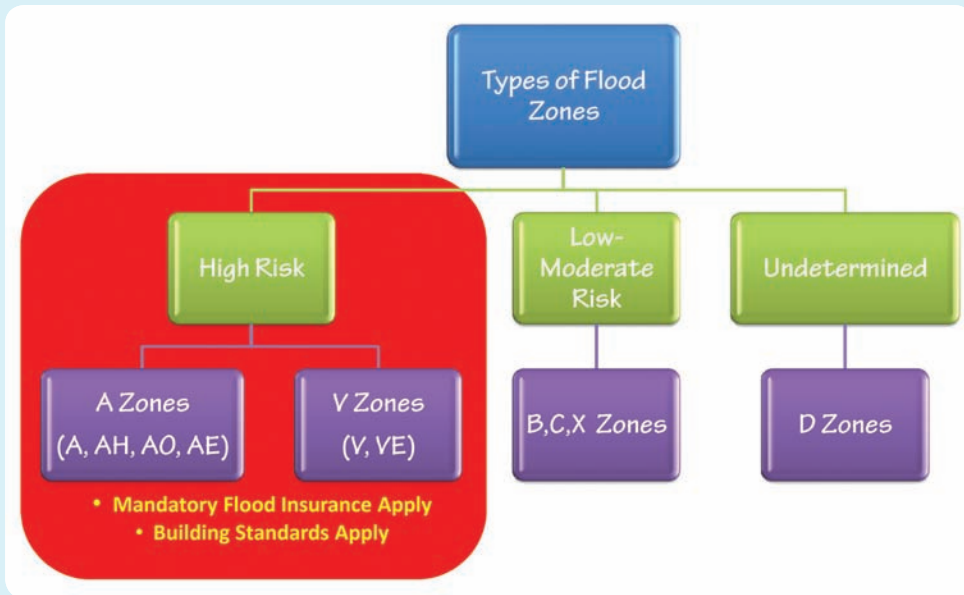 Types of Flood
Zones
High Risk
Low-
Moderate
Risk
Undetermined
A Zones
(A, AH, AO, AE)
V Zones
(V, VE)
B,C,X Zones
D Zones
• Mandatory Flood Insurance Apply
• Building Standards Apply